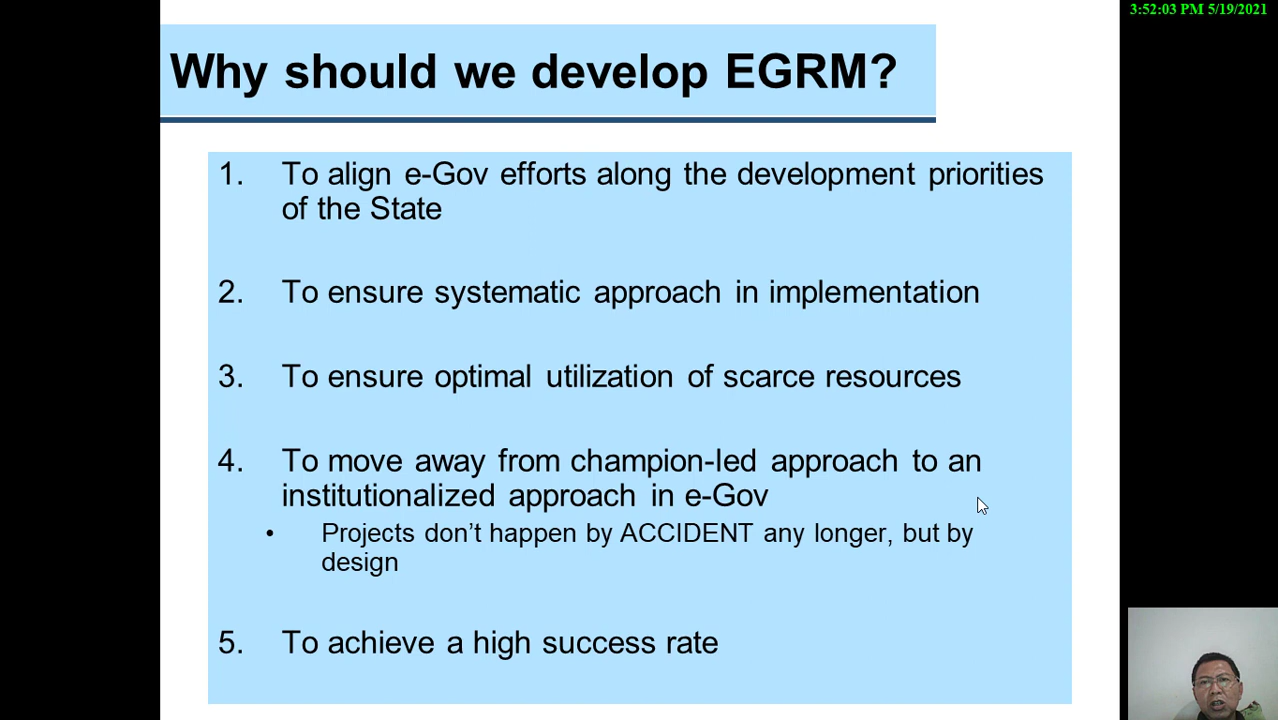 3:52:03 PM 5/19/2021
Why should we develop EGRM?
1. To align e-Gov efforts along the development priorities
of the State
2. To ensure systematic approach in implementation
3. To ensure optimal utilization of scarce resources
4. To move away from champion-led approach to an
institutionalized approach in e-Gov
• Projects don’t happen by ACCIDENT any longer, but by
design
5. To achieve a high success rate